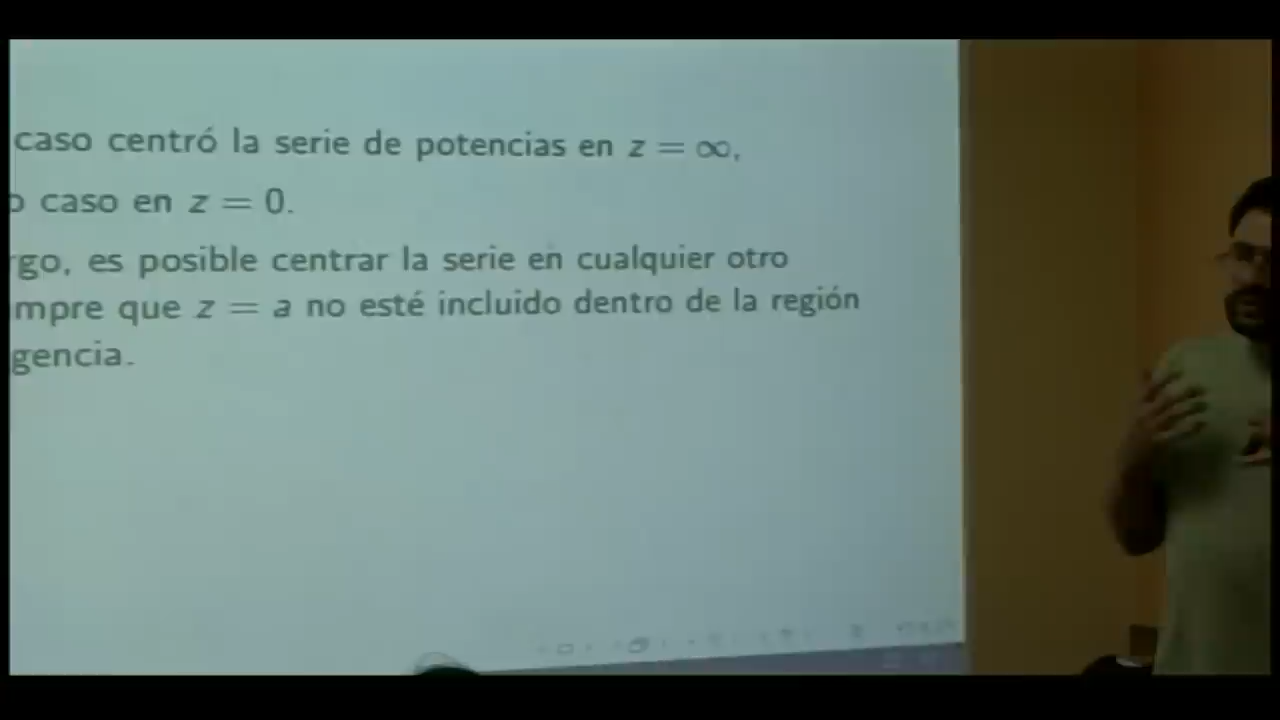 caso centró la serie de potencias en z = ∞,
caso en z = 0.
go, es posible centrar la serie en cualquier otro
mpre que z = a no esté incluido dentro de la región
gencia.